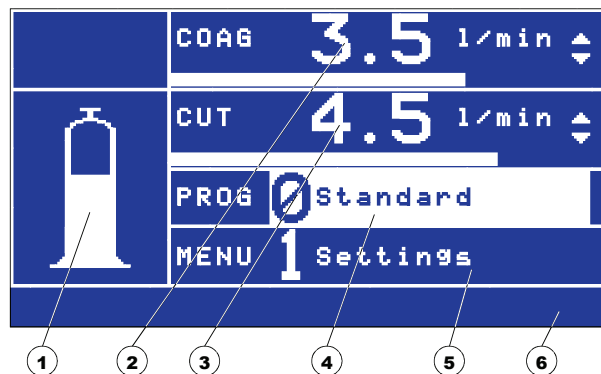 COAG 3.5 l/min
CUT 4.5 l/min
PROG 0 Standard
MENU 1 Settings
1 2 3 4 5 6